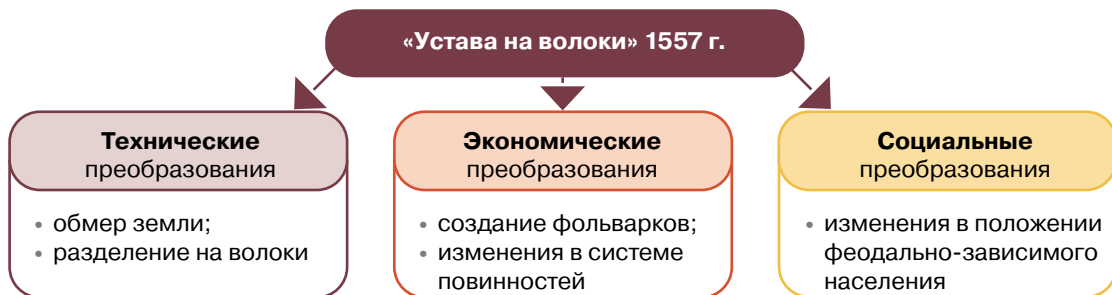 «Устава на волоки» 1557 г.
Технические
преобразования
• обмер земли;
• разделение на волоки
Экономические
преобразования
• создание фольварков;
• изменения в системе
повинностей
Социальные
преобразования
• изменения в положении
феодально-зависимого
населения